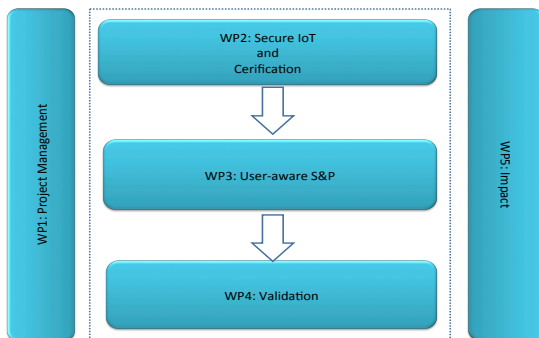 WP1: Project Management
WP2: Secure IoT
and
Cerification
WP3: User-aware S&P
WP4: Validation
WP5: Impact